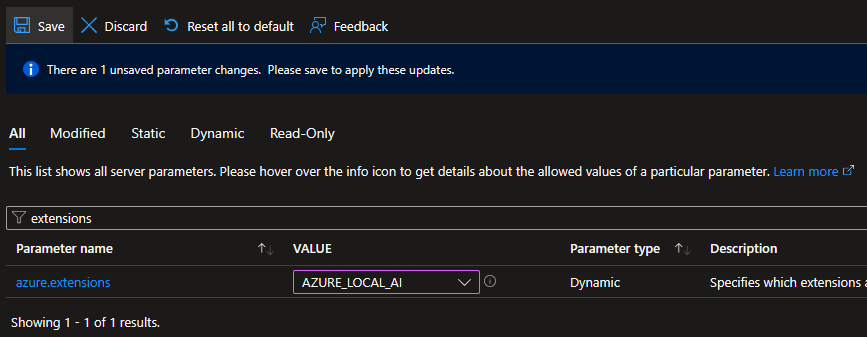 Save Discard Reset all to default Feedback
There are 1 unsaved parameter changes. Please save to apply these updates.
All Modified Static Dynamic Read-Only
This list shows all server parameters. Please hover over the info icon to get details about the allowed values of a particular parameter. Learn more
extensions
Parameter name VALUE Parameter type Description
azure.extensions AZURE_LOCAL_AI Dynamic Specifies which extensions a
Showing 1 - 1 of 1 results.